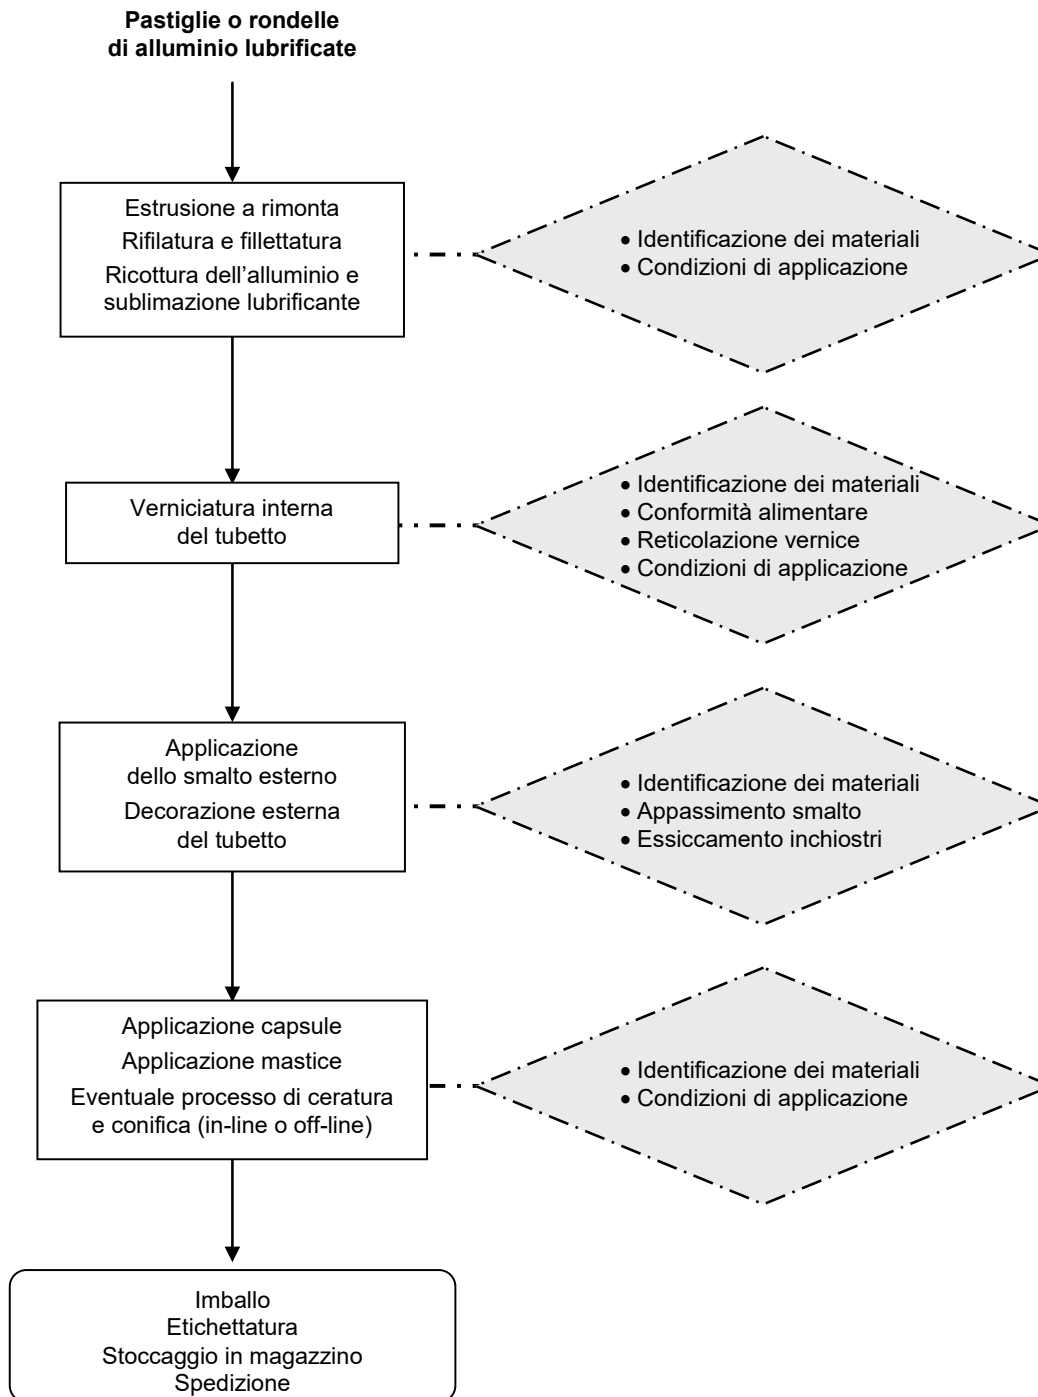 Pastiglie o rondelle
di alluminio lubrificate
Estrusione a rimonta
Rifilatura e fillettatura
Ricottura dell’alluminio e
sublimazione lubrificante
• Identificazione dei materiali
• Condizioni di applicazione
Verniciatura interna
del tubetto
• Identificazione dei materiali
• Conformità alimentare
• Reticolazione vernice
• Condizioni di applicazione
Applicazione
dello smalto esterno
Decorazione esterna
del tubetto
• Identificazione dei materiali
• Appassimento smalto
• Essiccamento inchiostri
Applicazione capsule
Applicazione mastice
Eventuale processo di ceratura
e conifica (in-line o off-line)
• Identificazione dei materiali
• Condizioni di applicazione
Imballo
Etichettatura
Stoccaggio in magazzino
Spedizione